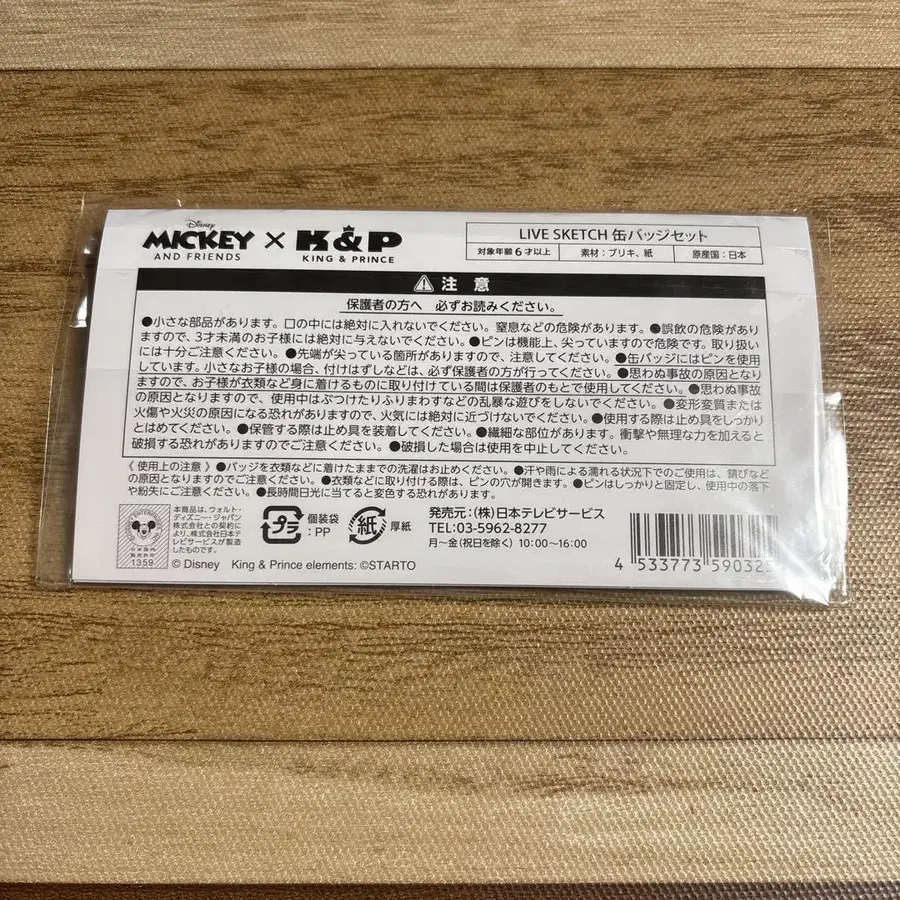 Disney
MICKEY
AND FRIENDS
×
K&P
KING & PRINCE
LIVE SKETCH 缶バッジセット
対象年齢6才以上 素材:ブリキ、紙 原産国:日本
注 意
保護者の方へ 必ずお読みください。
●小さな部品があります。口の中には絶対に入れないでください。窒息などの危険があります。●誤飲の危険があり
ますので、3才未満のお子様には絶対に与えないでください。●ピンは機能上、尖っていますので危険です。取り扱い
には十分ご注意ください。●先端が尖っている箇所がありますので、注意してください。●缶バッジにはピンを使用
しています。小さなお子様の場合、付けはずしなどは、必ず保護者の方が行ってください。●思わぬ事故の原因となり
ますので、お子様が衣類など身に着けるものに取り付けている間は保護者のもとで使用してください。●思わぬ事故
の原因となりますので、使用中はぶつけたりふりまわすなどの乱暴な遊びをしないでください。●変形変質または
火傷や火災の原因になる恐れがありますので、火気には絶対に近づけないでください。●使用する際は止め具をしっかり
とはめてください。●保管する際は止め具を装着してください。●繊細な部位があります。衝撃や無理な力を加えると
破損する恐れがありますのでご注意ください。●破損した場合は使用を中止してください。
《 使用上の注意 》●バッジを衣類などに着けたままでの洗濯はお止めください。●汗や雨による濡れる状況下でのご使用は、錆びなど
の原因となりますのでご注意ください。●衣類などに取り付ける際は、ピンの穴が開きます。●ピンはしっかりと固定し、使用中の落下
や紛失にご注意ください。●長時間日光に当てると変色する恐れがあります。
1359
本商品は、ウォルト・
ディズニー・ジャパン
株式会社との契約に
より、株式会社日本テ
レビサービスが製造
したものです。
プラ
個装袋
:PP
紙
厚紙
発売元:(株)日本テレビサービス
TEL:03-5962-8277
月〜金(祝日を除く) 10:00〜16:00
© Disney King & Prince elements: ©STARTO
4 533773 59032